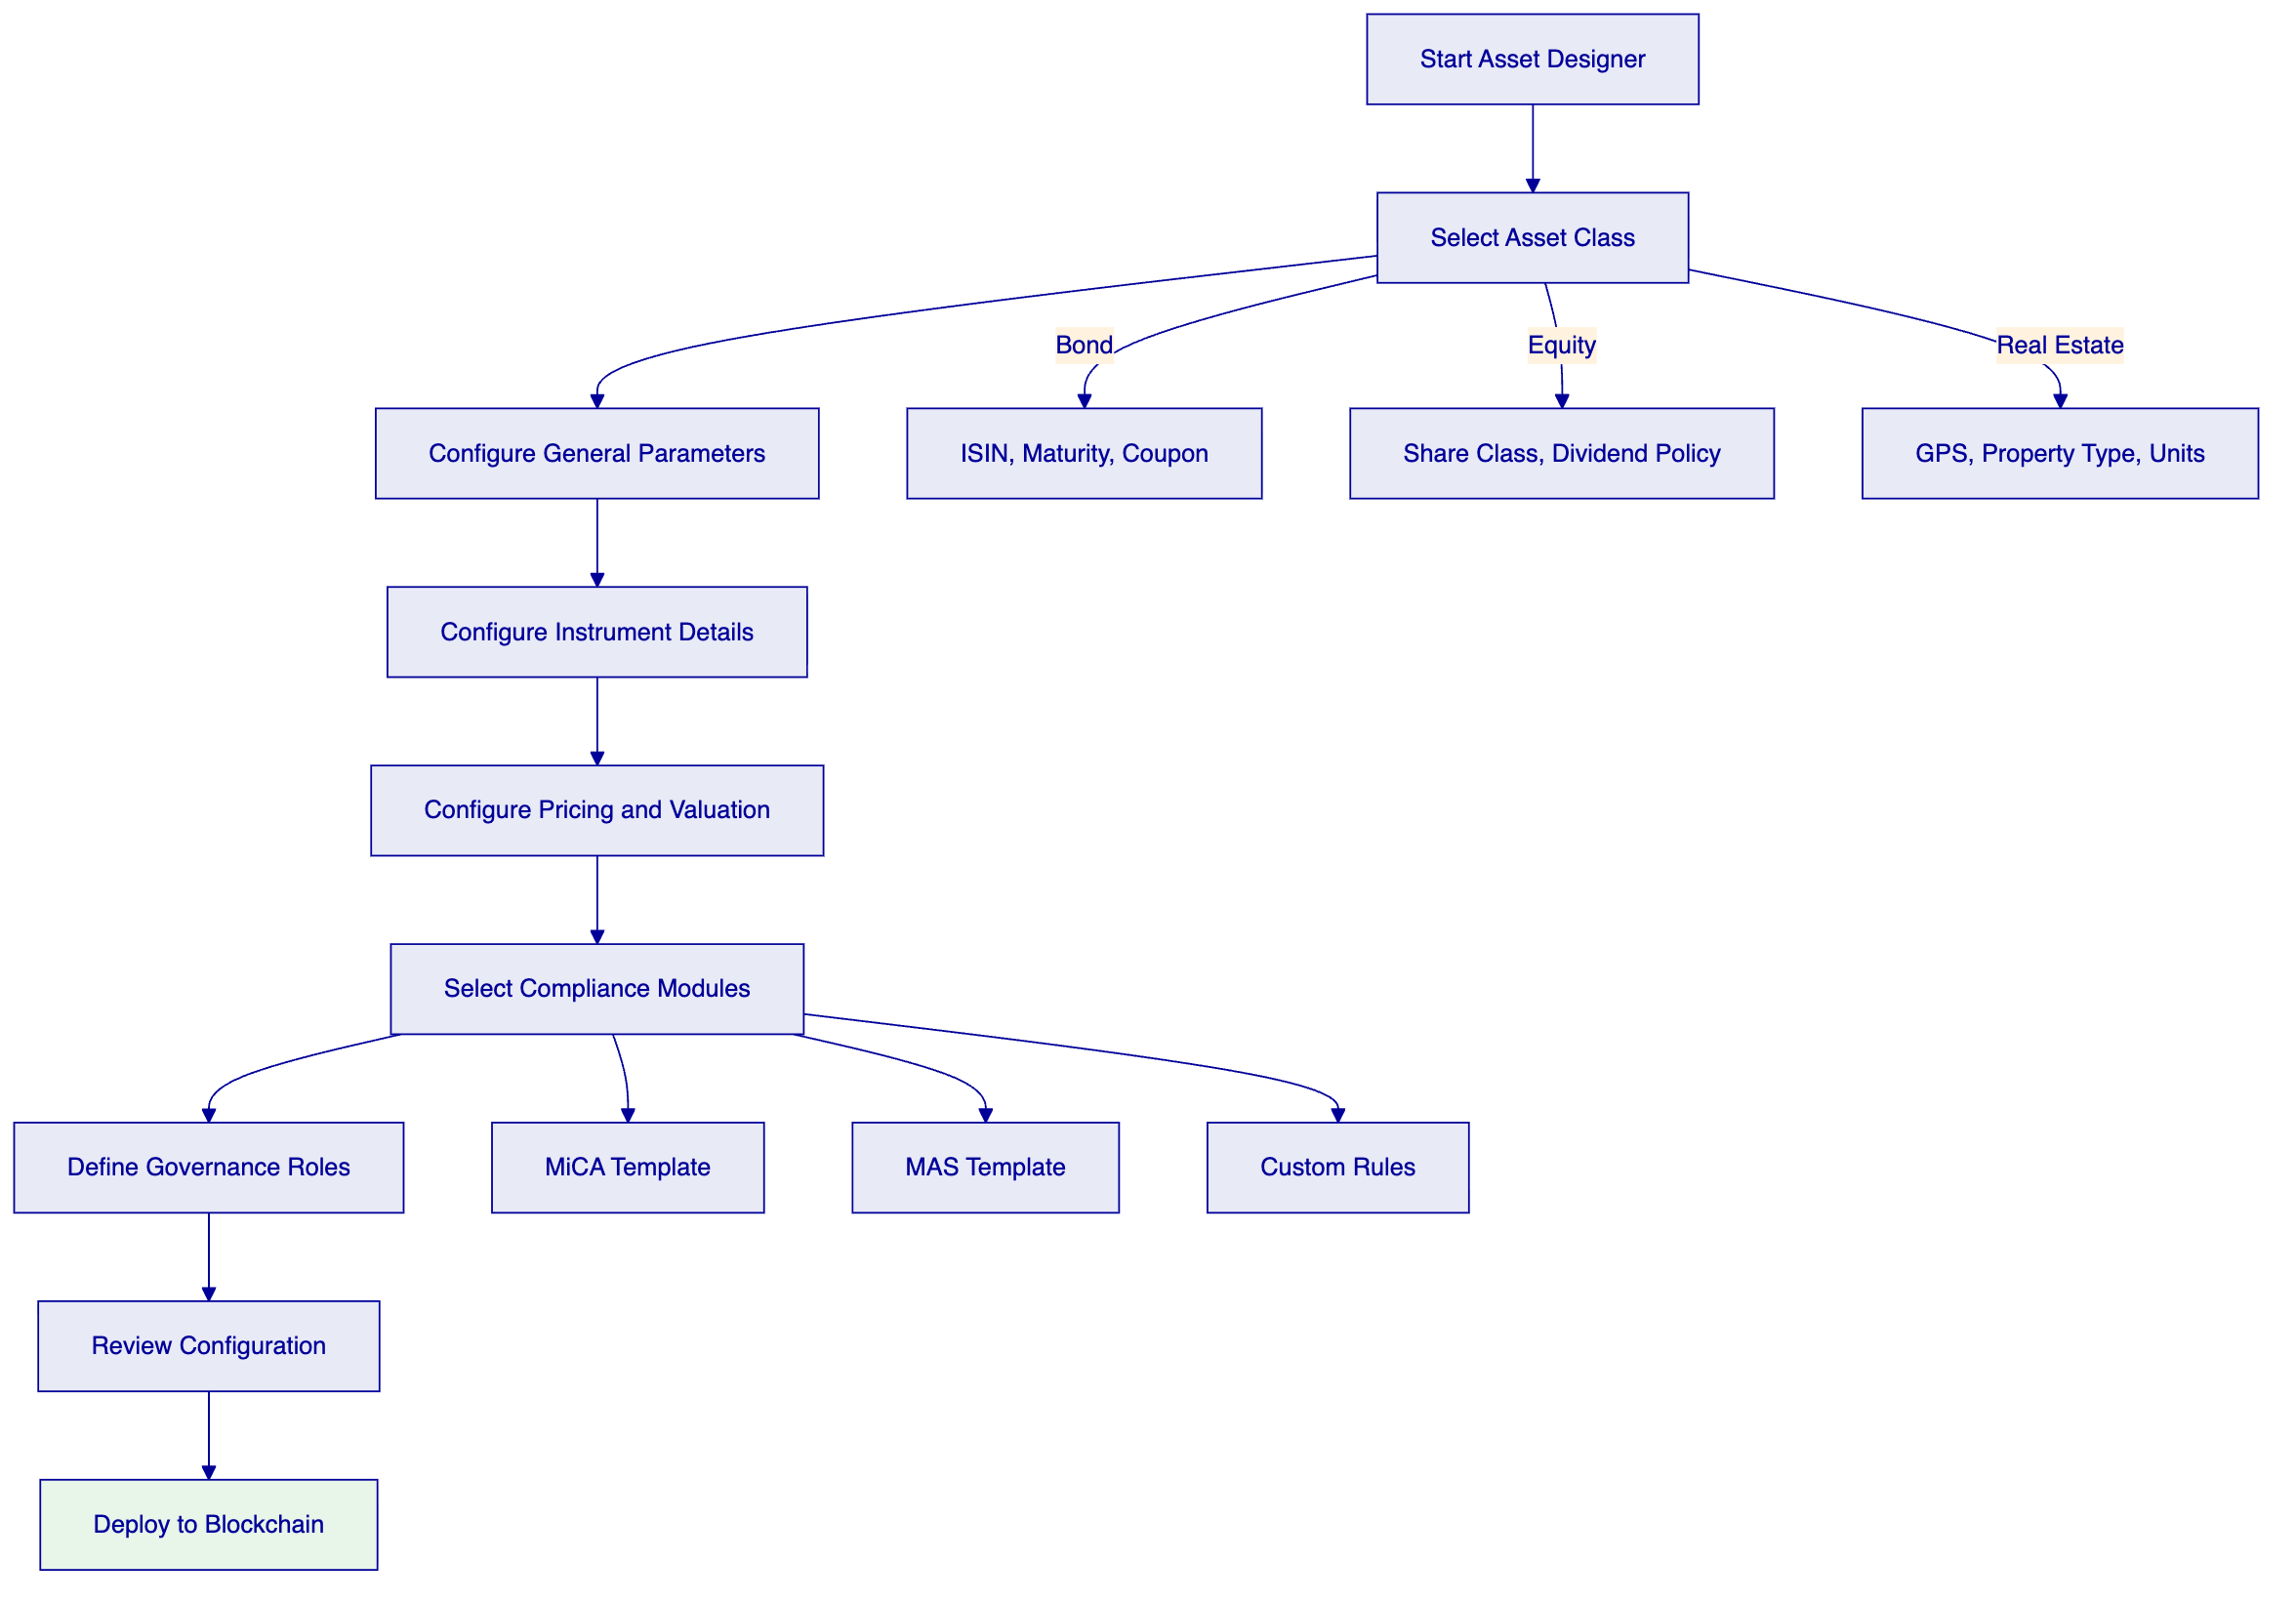 Start Asset Designer
Select Asset Class
Bond
Equity
Real Estate
Configure General Parameters
ISIN, Maturity, Coupon
Share Class, Dividend Policy
GPS, Property Type, Units
Configure Instrument Details
Configure Pricing and Valuation
Select Compliance Modules
Define Governance Roles
MiCA Template
MAS Template
Custom Rules
Review Configuration
Deploy to Blockchain